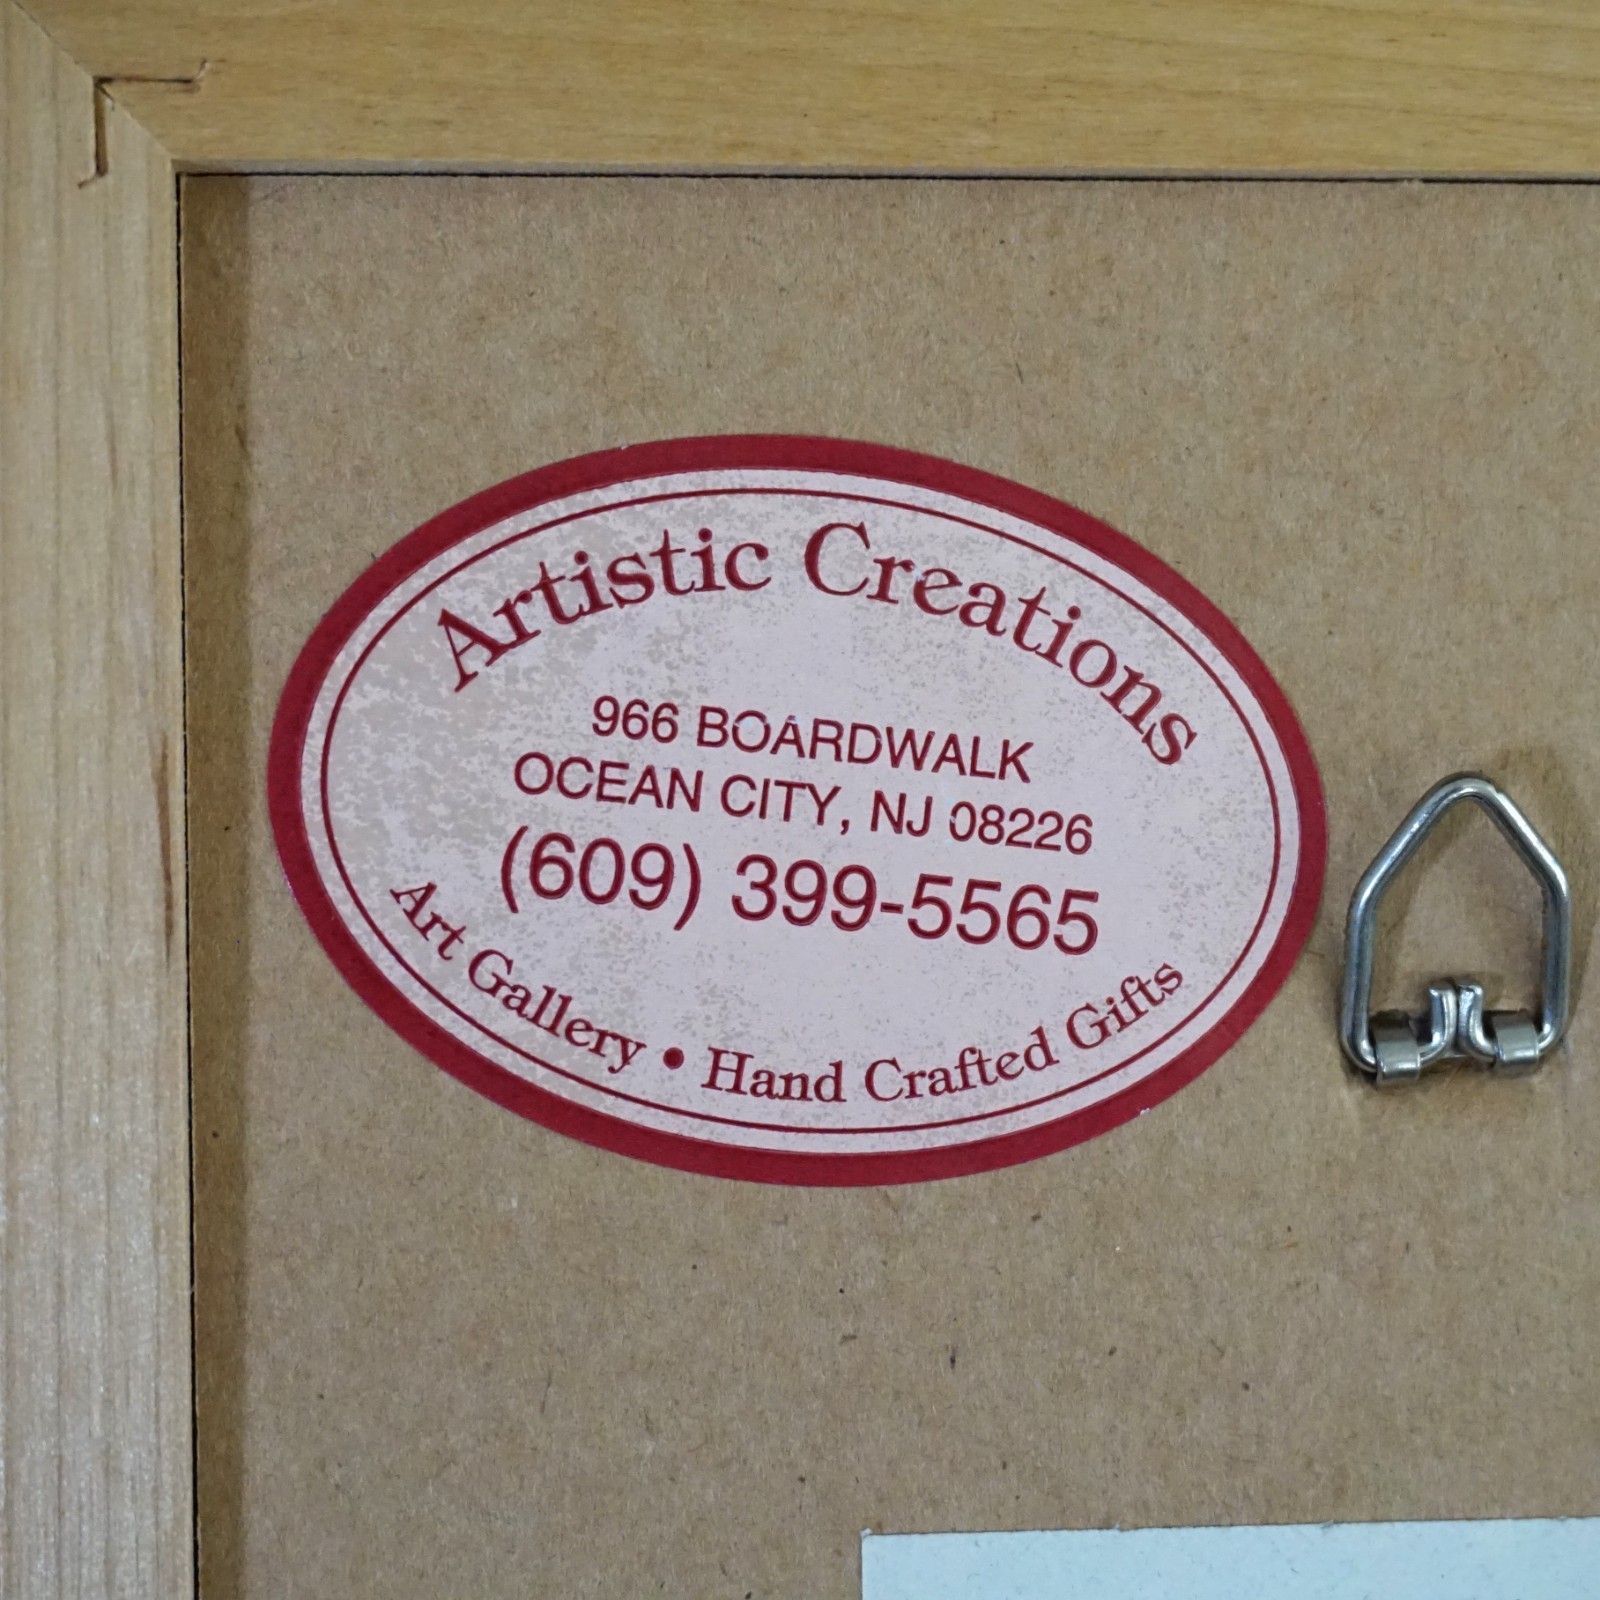 Artistic Creations
966 BOARDWALK
OCEAN CITY, NJ 08226
(609) 399-5565
Art Gallery • Hand Crafted Gifts